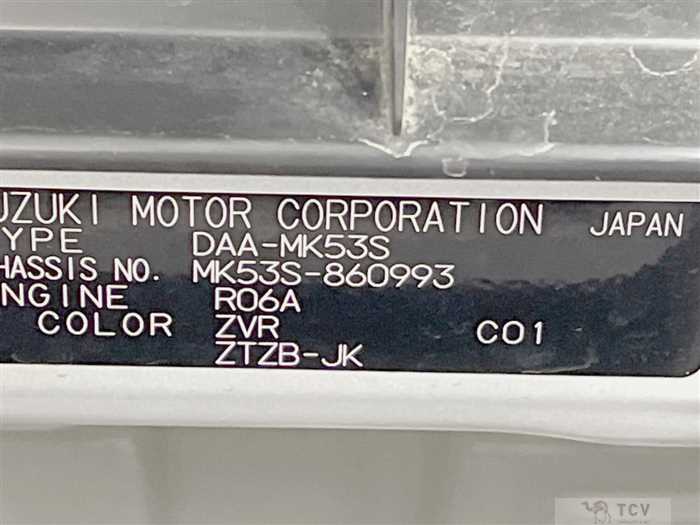 UZUKI MOTOR CORPORATION JAPAN
YPE DAA-MK53S
HASSIS NO. MK53S-860993
NGINE R06A
COLOR ZVR C01
ZTZB-JK
TCV